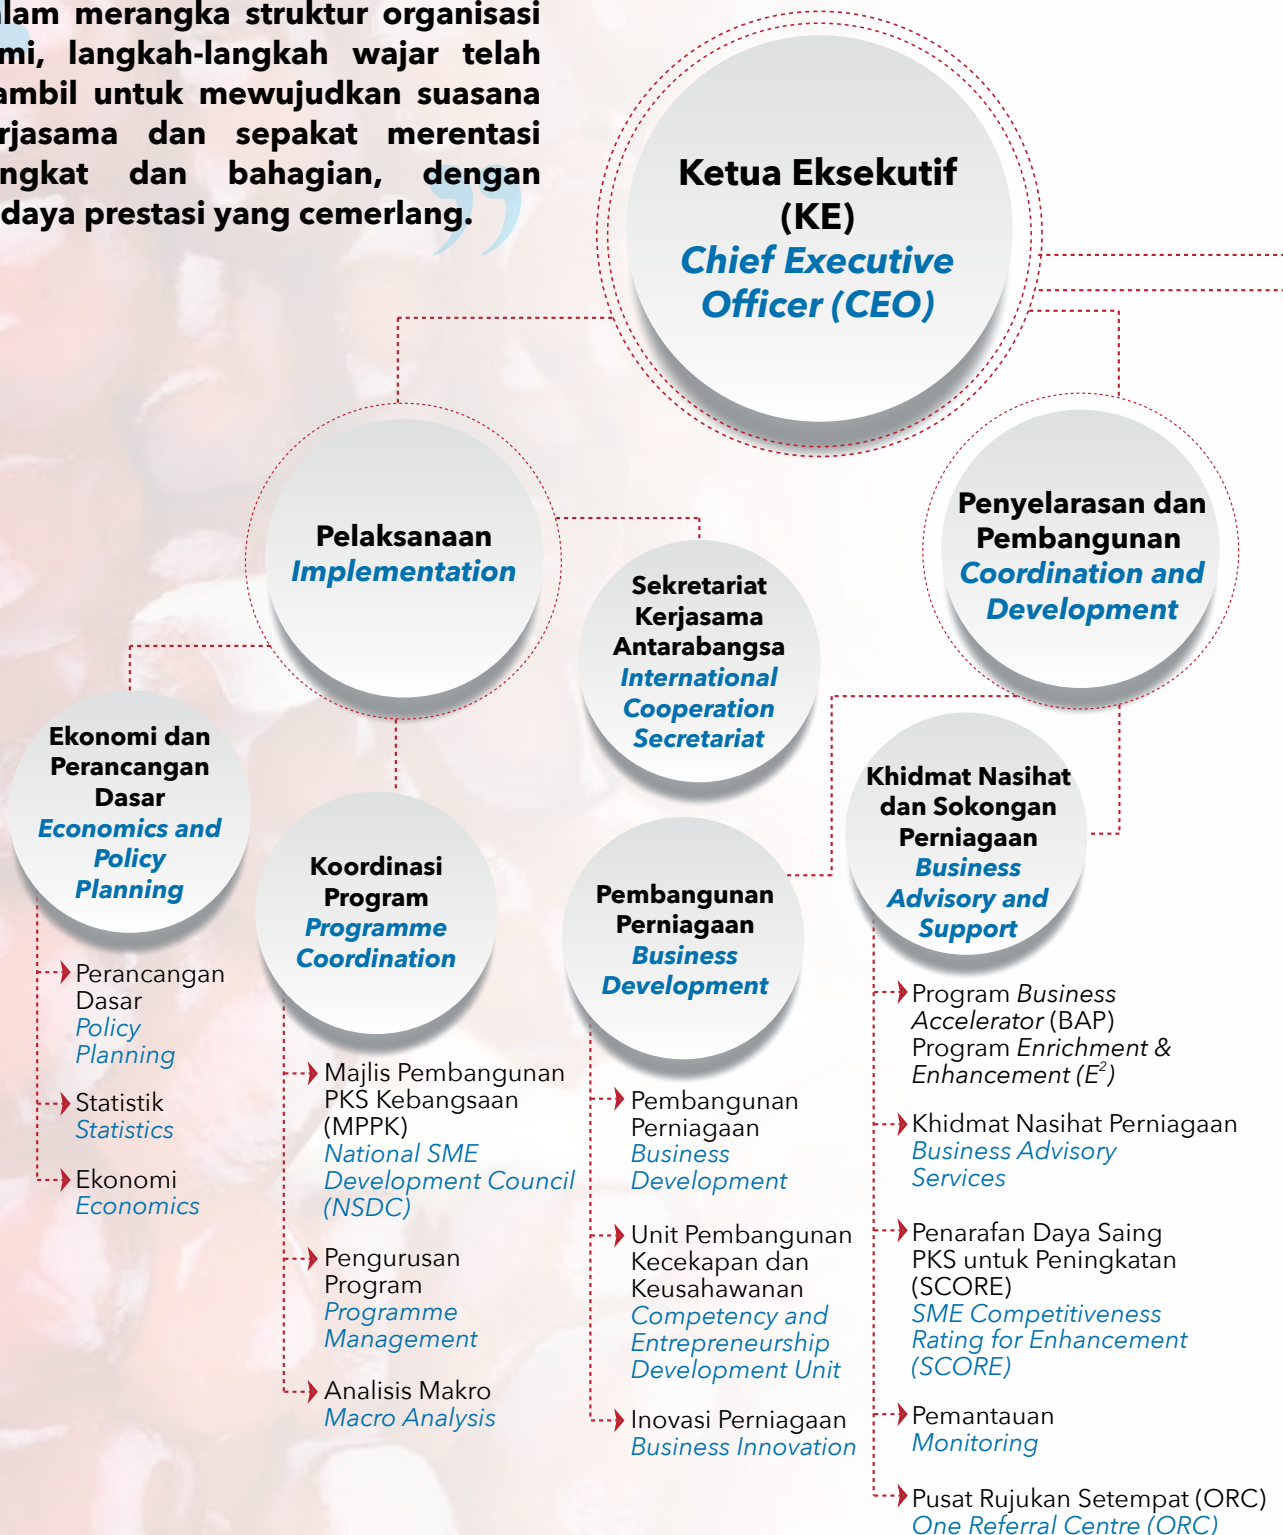 merangka struktur organisasi
langkah-langkah wajar telah
untuk mewujudkan suasana
dan sepakat merentasi
dan bahagian, dengan
prestasi yang cemerlang.
”
Ketua Eksekutif
(KE)
Chief Executive
Officer (CEO)
Pelaksanaan
Implementation
Sekretariat
Kerjasama
Antarabangsa
International
Cooperation
Secretariat
Penyelarasan dan
Pembangunan
Coordination and
Development
Ekonomi dan
Perancangan
Dasar
Economics and
Policy
Planning
Perancangan
Dasar
Policy
Planning
Statistik
Statistics
Ekonomi
Economics
Koordinasi
Program
Programme
Coordination
Majlis Pembangunan
PKS Kebangsaan
(MPPK)
National SME
Development Council
(NSDC)
Pengurusan
Program
Programme
Management
Analisis Makro
Macro Analysis
Pembangunan
Perniagaan
Business
Development
Pembangunan
Perniagaan
Business
Development
Unit Pembangunan
Kecekapan dan
Keusahawanan
Competency and
Entrepreneurship
Development Unit
Inovasi Perniagaan
Business Innovation
Khidmat Nasihat
dan Sokongan
Perniagaan
Business
Advisory and
Support
Program Business
Accelerator (BAP)
Program Enrichment &
Enhancement (E²)
Khidmat Nasihat Perniagaan
Business Advisory
Services
Penarafan Daya Saing
PKS untuk Peningkatan
(SCORE)
SME Competitiveness
Rating for Enhancement
(SCORE)
Pemantauan
Monitoring
Pusat Rujukan Setempat (ORC)
One Referral Centre (ORC)